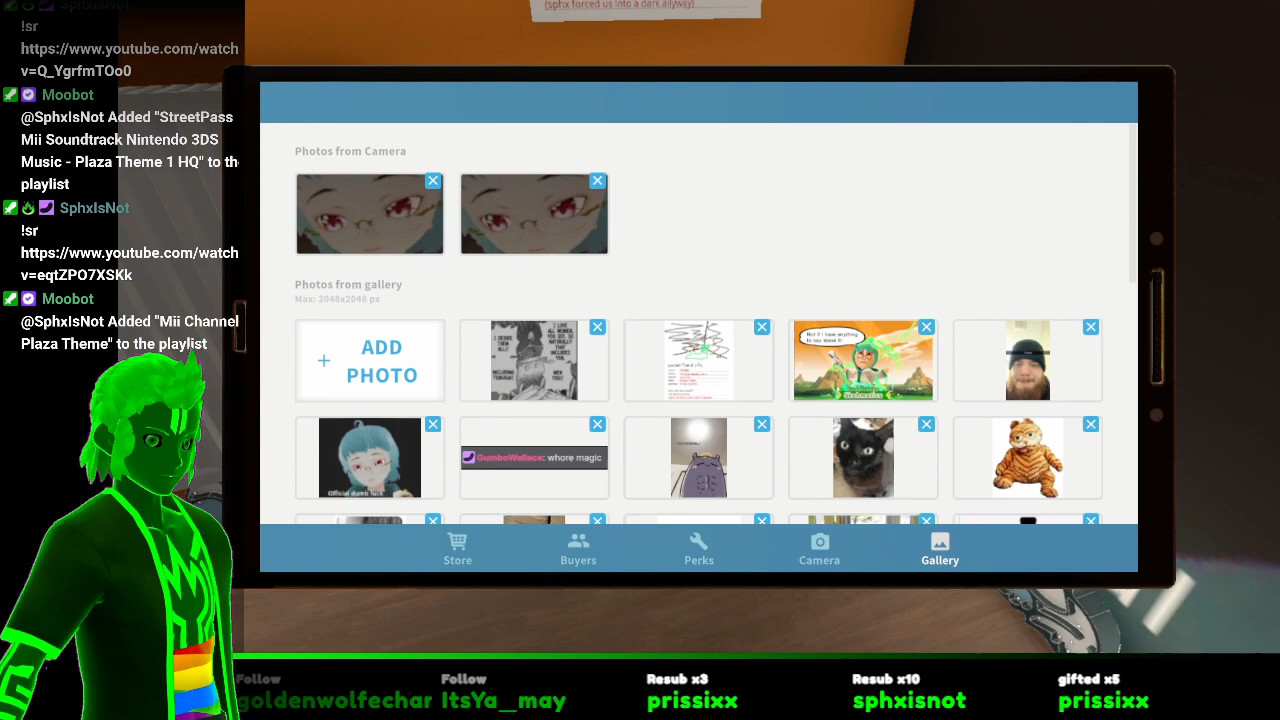 (sphx forced us into a dark allyway)
SphxIsNot
!sr
https://www.youtube.com/watch
v=Q_YgrfmTOo0
Moobot
@SphxIsNot Added "StreetPass
Mii Soundtrack Nintendo 3DS
Music - Plaza Theme 1 HQ" to the
playlist
SphxIsNot
!sr
https://www.youtube.com/watch
v=eqtZPO7XSKk
Moobot
@SphxIsNot Added "Mii Channel
Plaza Theme" to the playlist
Photos from Camera
Photos from gallery
Max: 2048x2048 px
+ ADD
PHOTO
I LOVE
ALL WOMEN,
Not if I have anything
to say about it!
Official dumb fuck
GumboWallace: whore magic
Store
Buyers
Perks
Camera
Gallery
Follow
goldenwolfechar
Follow
ItsYa_may
Resub x3
prissixx
Resub x10
sphxisnot
gifted x5
prissixx